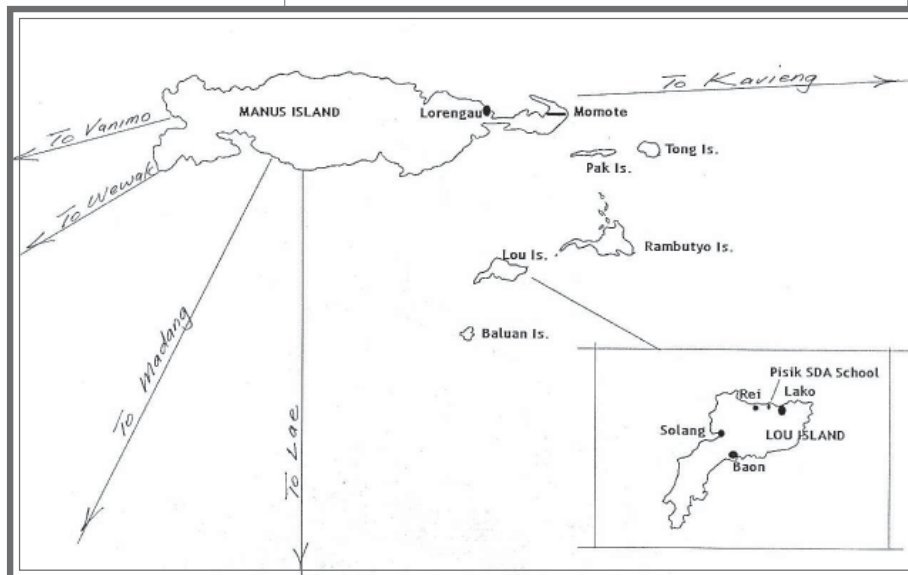 To Kavieng
MANUS ISLAND
Lorengau
Momote
To Vanimo
Tong Is.
Pak Is.
To Wewak
Rambutyo Is.
Lou Is.
To Madang
Baluan Is.
To Lae
Pisik SDA School
Rei
Lako
Solang
LOU ISLAND
Baon